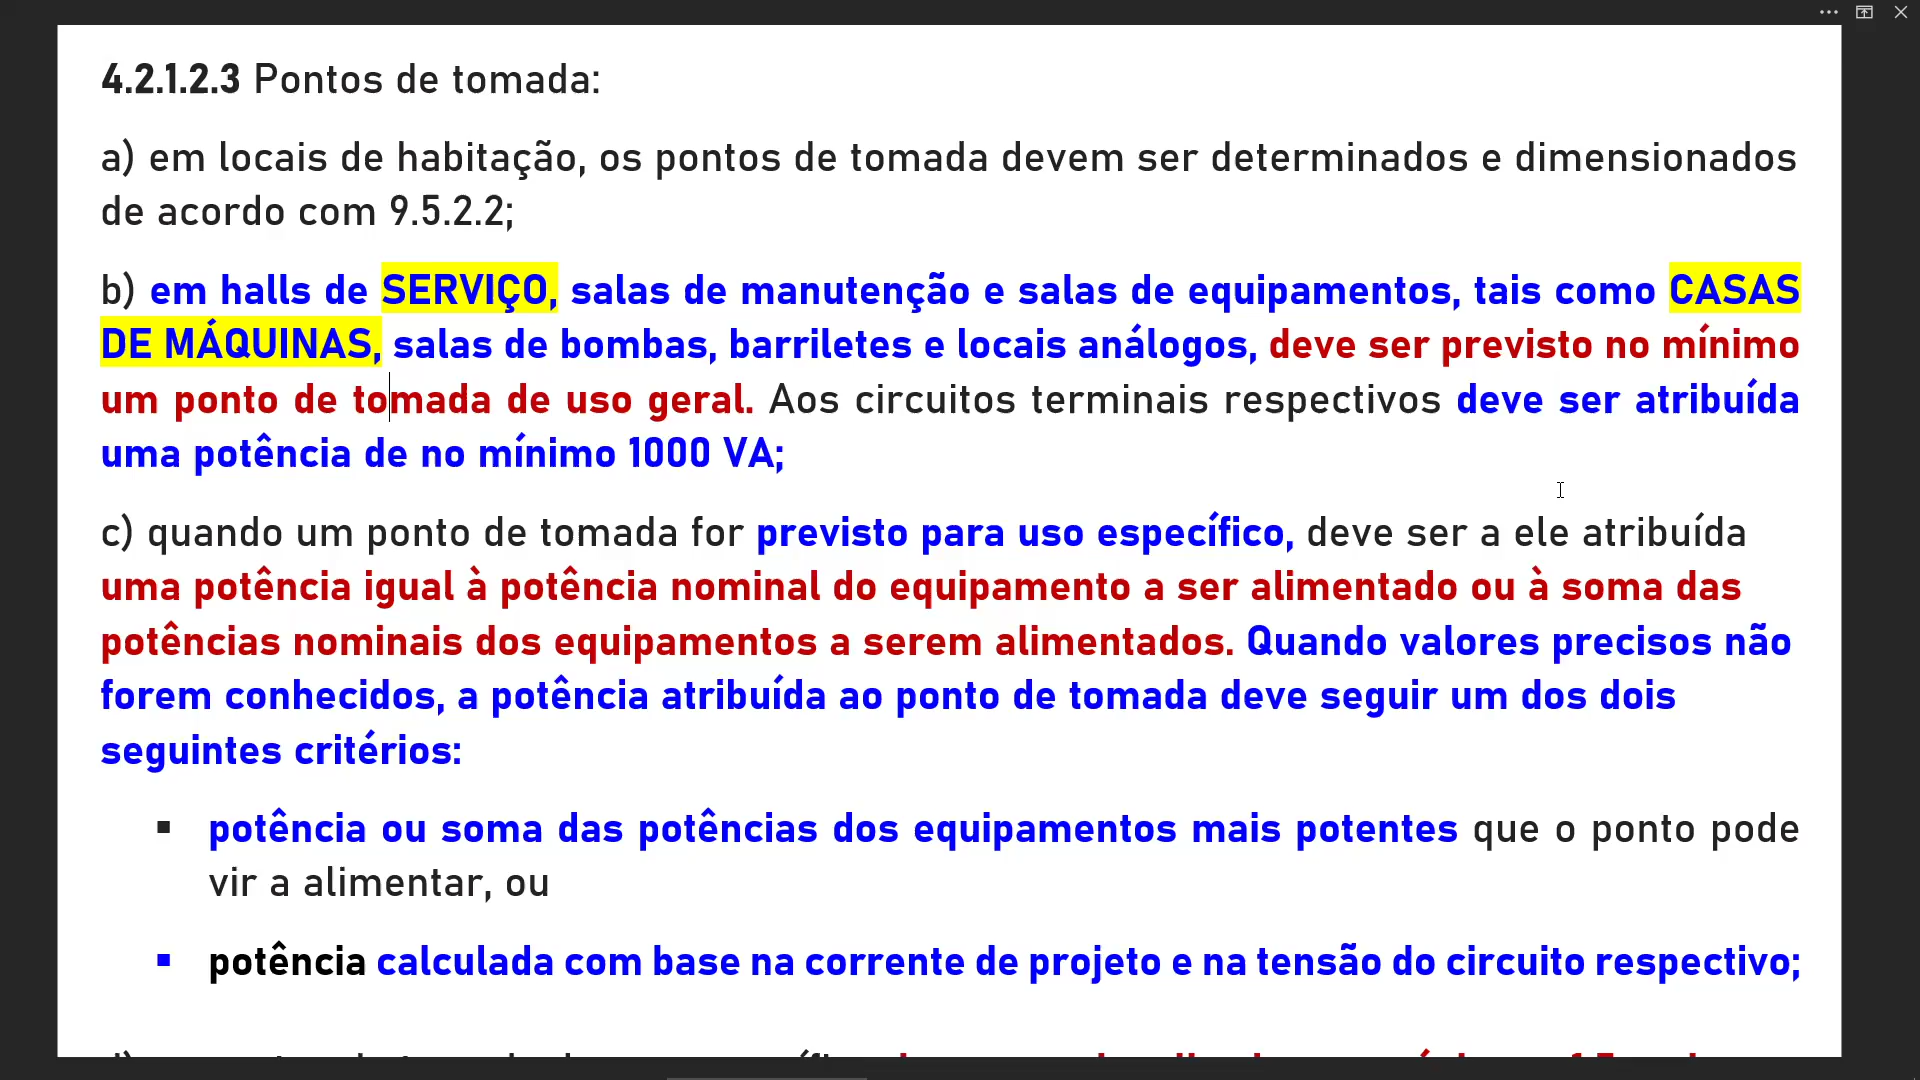 4.2.1.2.3 Pontos de tomada:
a) em locais de habitação, os pontos de tomada devem ser determinados e dimensionados
de acordo com 9.5.2.2;
b) em halls de SERVIÇO, salas de manutenção e salas de equipamentos, tais como CASAS
DE MÁQUINAS, salas de bombas, barriletes e locais análogos, deve ser previsto no mínimo
um ponto de tomada de uso geral. Aos circuitos terminais respectivos deve ser atribuída
uma potência de no mínimo 1000 VA;
c) quando um ponto de tomada for previsto para uso específico, deve ser a ele atribuída
uma potência igual à potência nominal do equipamento a ser alimentado ou à soma das
potências nominais dos equipamentos a serem alimentados. Quando valores precisos não
forem conhecidos, a potência atribuída ao ponto de tomada deve seguir um dos dois
seguintes critérios:
▪ potência ou soma das potências dos equipamentos mais potentes que o ponto pode
vir a alimentar, ou
▪ potência calculada com base na corrente de projeto e na tensão do circuito respectivo;